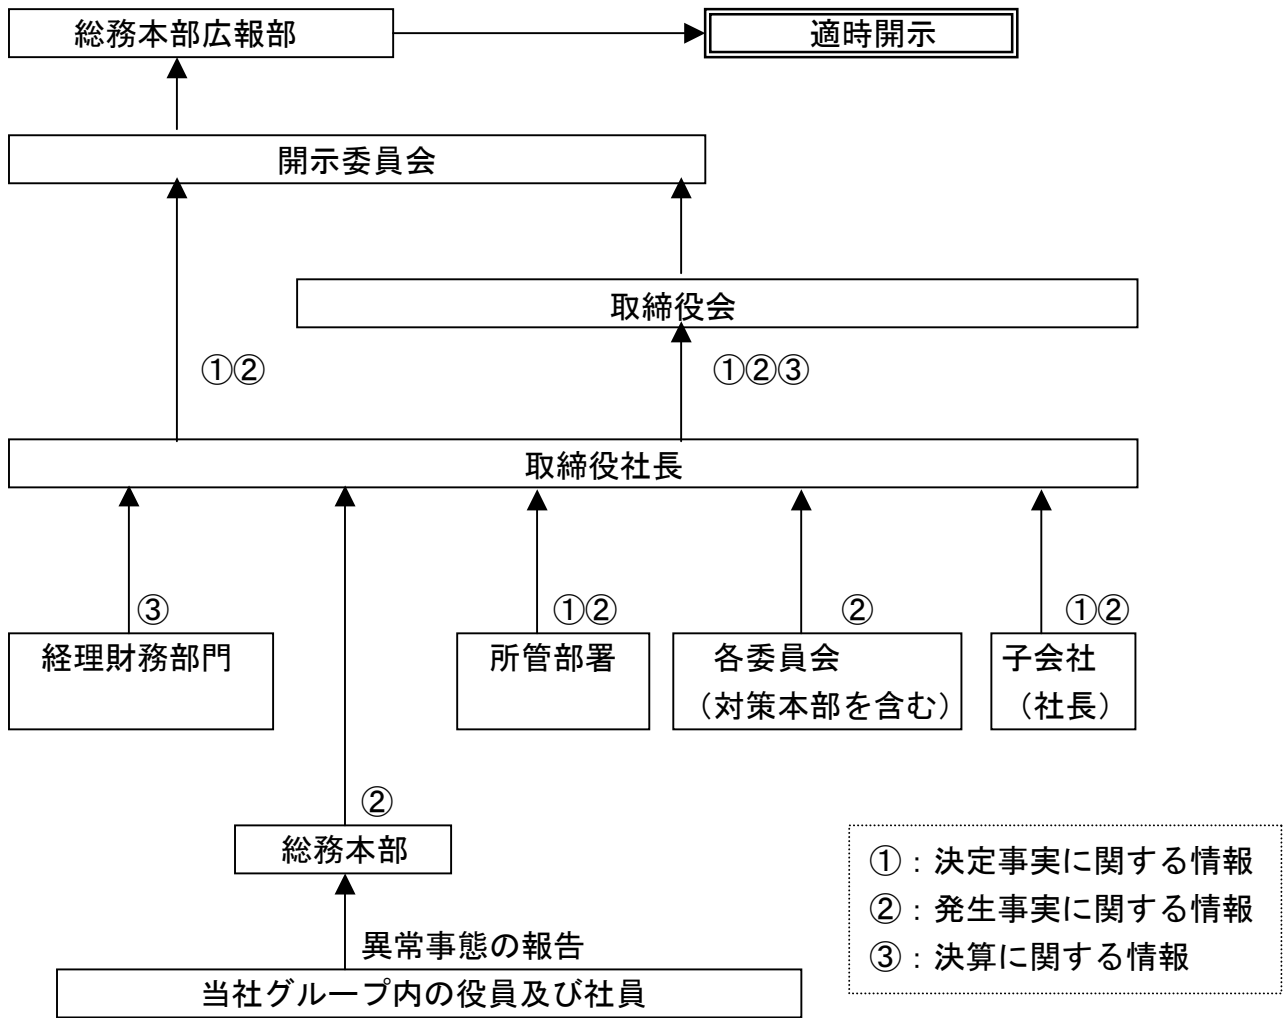 総務本部広報部
適時開示
開示委員会
取締役会
①②
①②③
取締役社長
③
①②
②
①②
経理財務部門
所管部署
各委員会
（対策本部を含む）
子会社
（社長）
②
総務本部
①：決定事実に関する情報
②：発生事実に関する情報
③：決算に関する情報
異常事態の報告
当社グループ内の役員及び社員